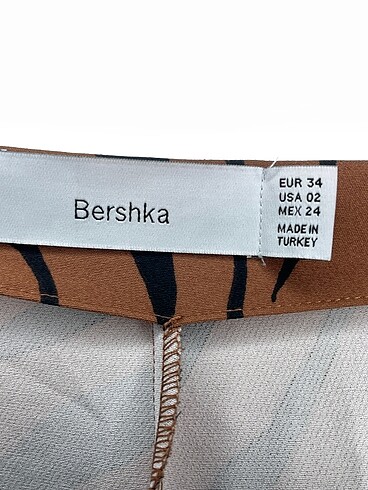 Bershka
EUR 34
USA 02
MEX 24
MADE IN
TURKEY